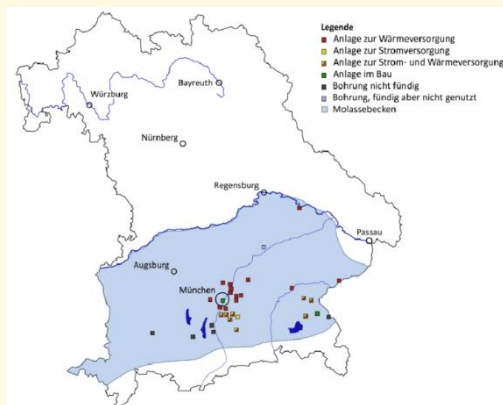 Legende
Anlage zur Wärmeversorgung
Anlage zur Stromversorgung
Anlage zur Strom- und Wärmeversorgung
Anlage im Bau
Bohrung nicht fündig
Bohrung, fündig aber nicht genutzt
Molassebecken
Bayreuth
Würzburg
Nürnberg
Regensburg
Passau
Augsburg
München